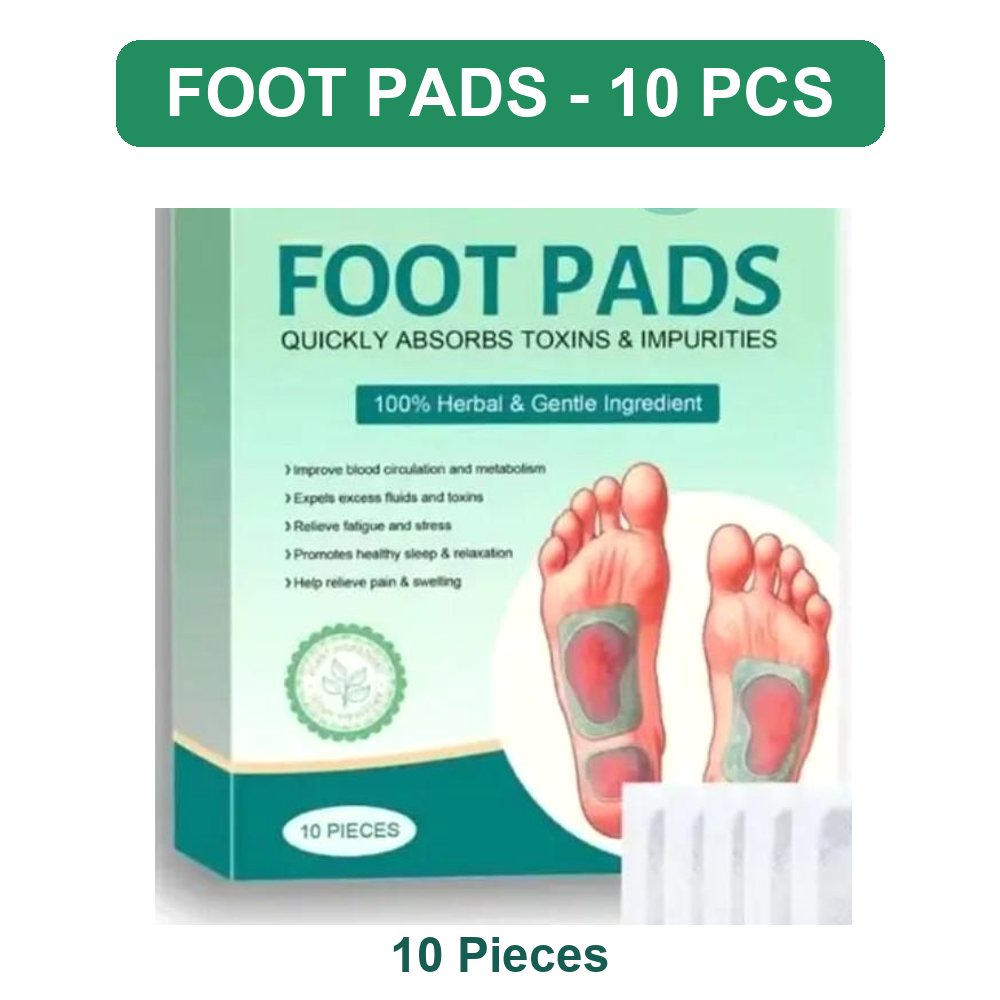 FOOT PADS - 10 PCS
FOOT PADS
QUICKLY ABSORBS TOXINS & IMPURITIES
100% Herbal & Gentle Ingredient
Improve blood circulation and metabolism
Expels excess fluids and toxins
Relieve fatigue and stress
Promotes healthy sleep & relaxation
Help relieve pain & swelling
10 PIECES
10 Pieces